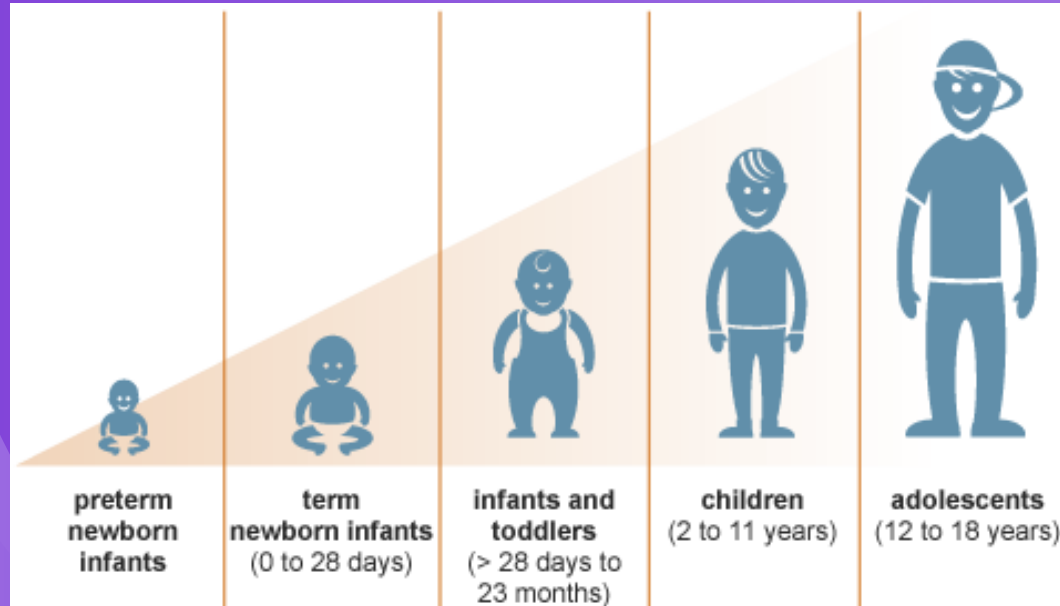 preterm
newborn
infants
term
newborn infants
(0 to 28 days)
infants and
toddlers
(> 28 days to
23 months)
children
(2 to 11 years)
adolescents
(12 to 18 years)